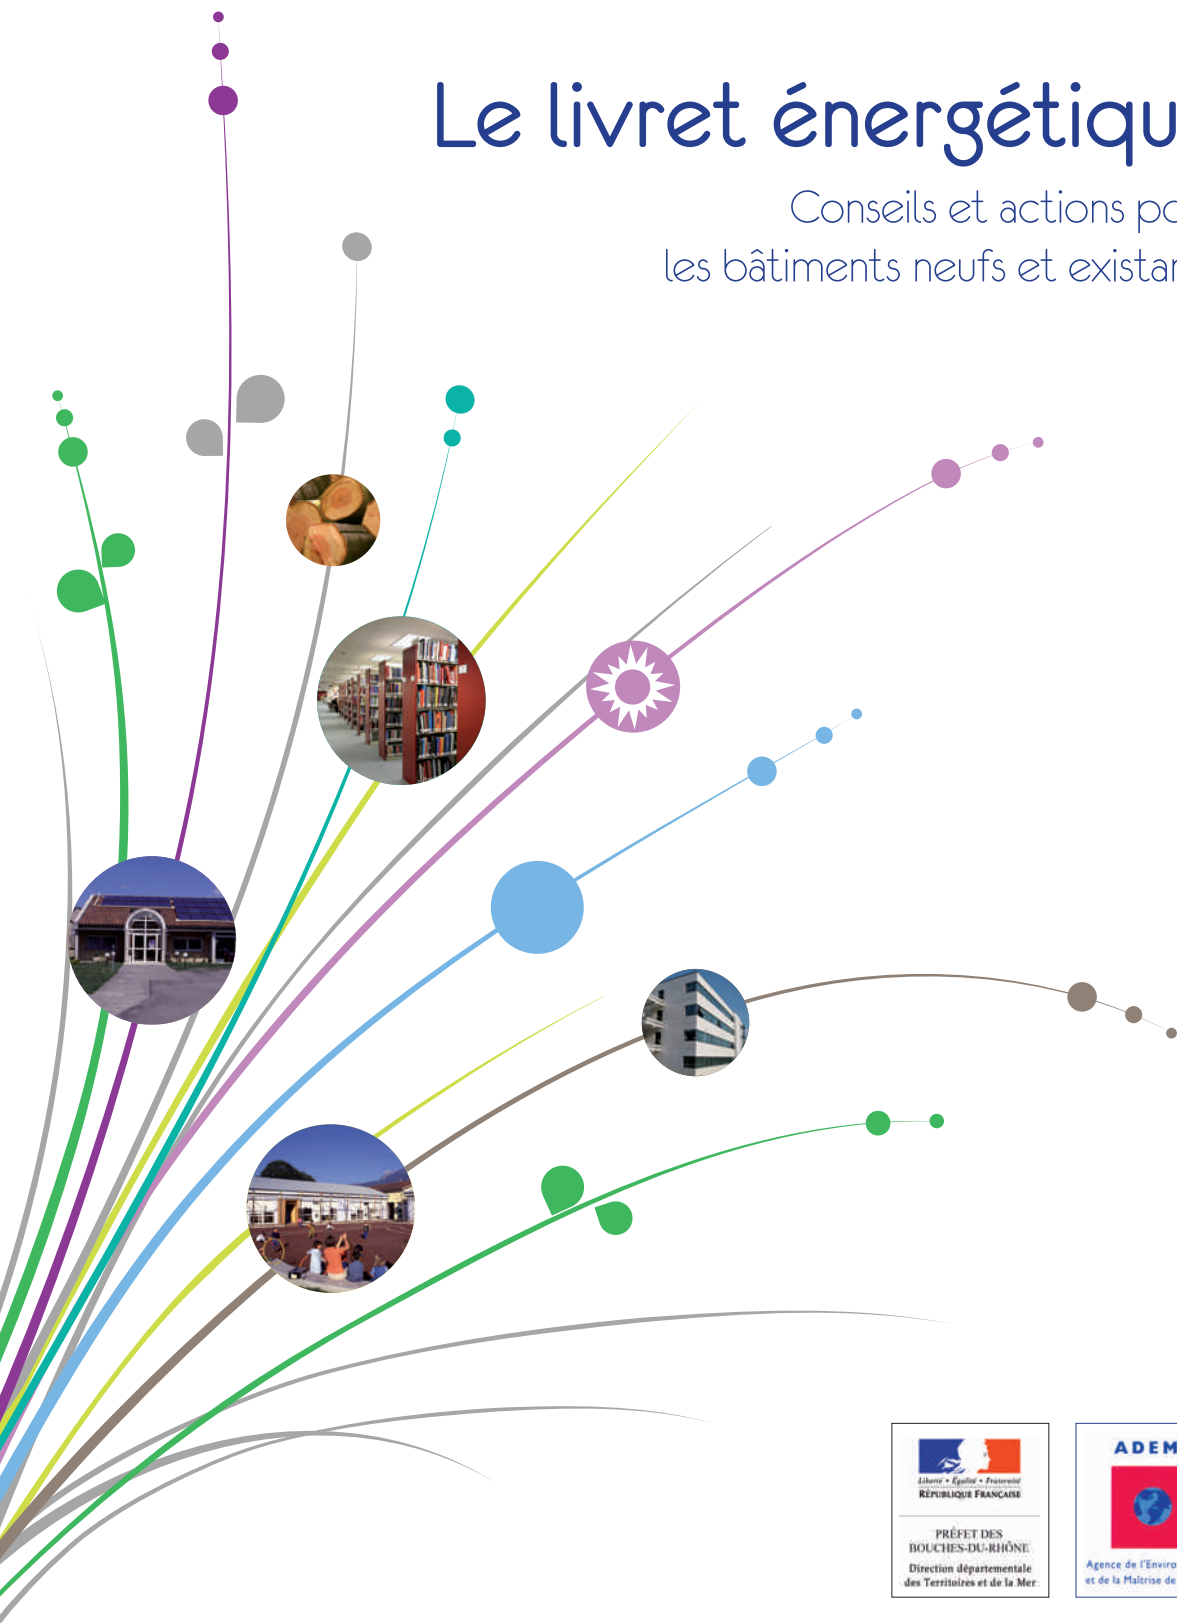 Le livret énergétiqu
Conseils et actions po
les bâtiments neufs et existan
Liberté • Égalité • Fraternité
RÉPUBLIQUE FRANÇAISE
PRÉFET DES
BOUCHES-DU-RHÔNE
Direction départementale
des Territoires et de la Mer
ADEM
Agence de l'Enviro
et de la Maîtrise de